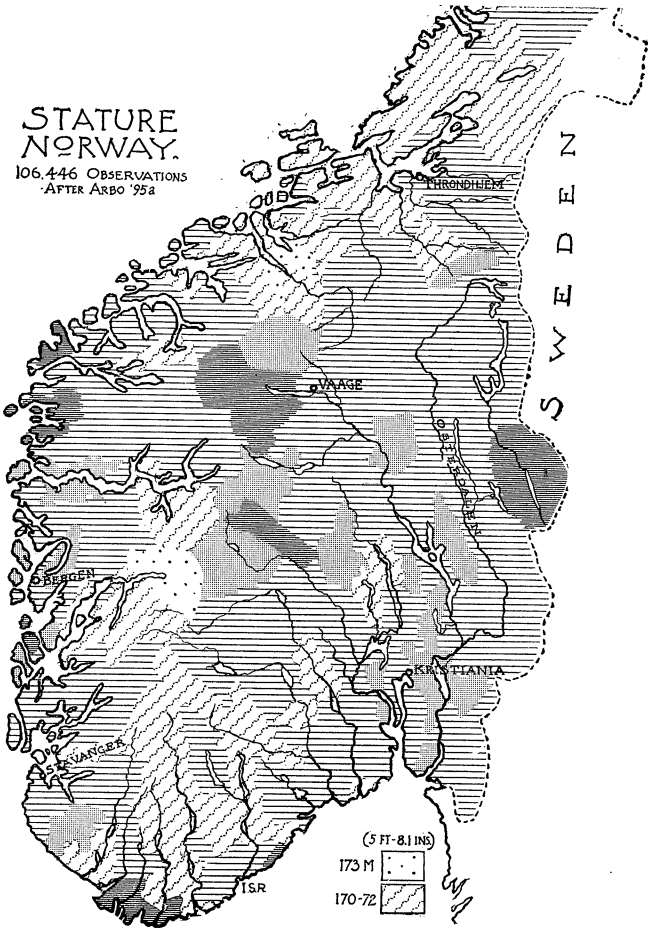 STATURE
NORWAY.
106,446 OBSERVATIONS
AFTER ARBO '95a
THRONDHJEM
SWEDEN
VAAGE
OSTERDALEN
BERGEN
KRISTIANIA
STAVANGER
(5 FT-8.1 INS)
173 M
I.S.R
170-72